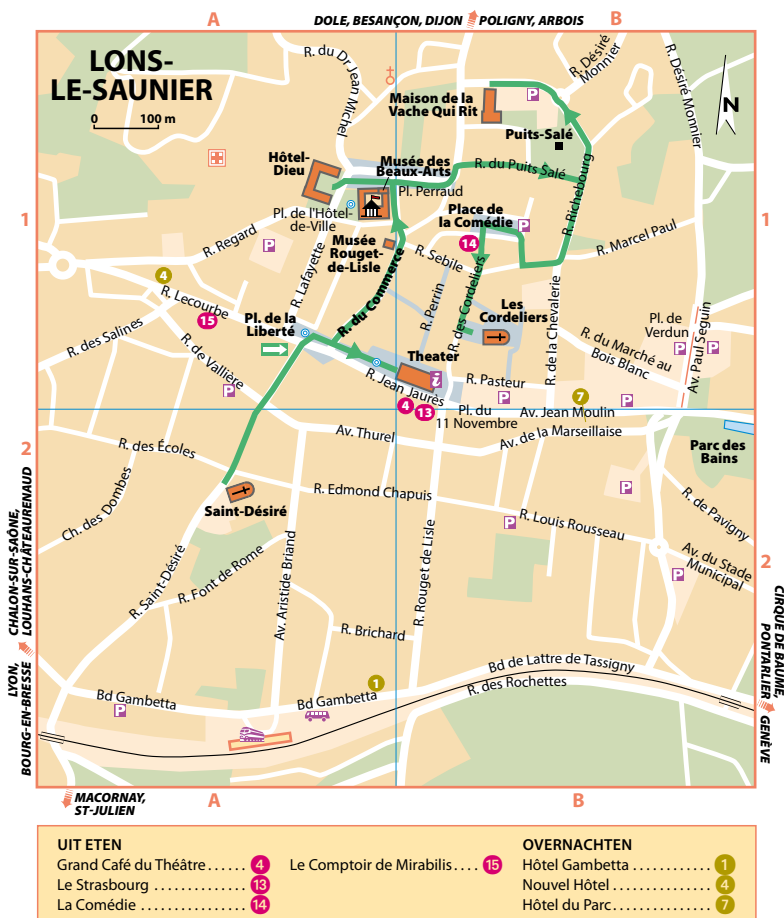 A
DOLE, BESANÇON, DIJON
POLIGNY, ARBOIS
B
LONS-
LE-SAUNIER
0 100 m
R. du Dr Jean Michel
R. Désiré
Monnier
R. Désiré Monnier
N
Maison de la
Vache Qui Rit
P
Puits-Salé
Hôtel-
Dieu
Musée des
Beaux-Arts
R. du Puits Salé
R. Richebourg
Pl. Perraud
Pl. de l'Hôtel-
de-Ville
Place de
la Comédie
P
1
1
R. Regard
P
Musée
Rouget-
de-Lisle
14
R. Marcel Paul
R. Sebile
4
R. Lafayette
R. du Commerce
R. Perrin
R. des Cordeliers
R. Lecourbe
15
Pl. de la
Liberté
Les
Cordeliers
R. de la Chevalerie
Pl. de
Verdun
R. des Salines
R. de Vallière
Theater
i
R. du Marché au
Bois Blanc
P
P
P
Av. Paul Seguin
R. Jean Jaurès
R. Pasteur
P
7
P
4
13
Pl. du
11 Novembre
Av. Jean Moulin
2
R. des Écoles
Av. Thurel
Av. de la Marseillaise
Parc des
Bains
Saint-Désiré
R. Edmond Chapuis
P
P
R. Louis Rousseau
R. de Pavigny
Ch. des Dombes
Av. du Stade
Municipal
P
2
R. Saint-Désiré
R. Font de Rome
Av. Aristide Briand
R. Rouget de Lisle
R. Brichard
CHALON-SUR-SAÔNE,
LOUHANS-CHÂTEAURENAUD
LYON,
BOURG-EN-BRESSE
CIRQUE DE BAUME,
PONTARLIER
GENÈVE
Bd Gambetta
P
Bd Gambetta
1
Bd de Lattre de Tassigny
R. des Rochettes
MACORNAY,
ST-JULIEN
A
B
UIT ETEN
Grand Café du Théâtre...... 4
Le Strasbourg ............... 13
La Comédie ................. 14
Le Comptoir de Mirabilis.... 15
OVERNACHTEN
Hôtel Gambetta ............ 1
Nouvel Hôtel ............... 4
Hôtel du Parc............... 7